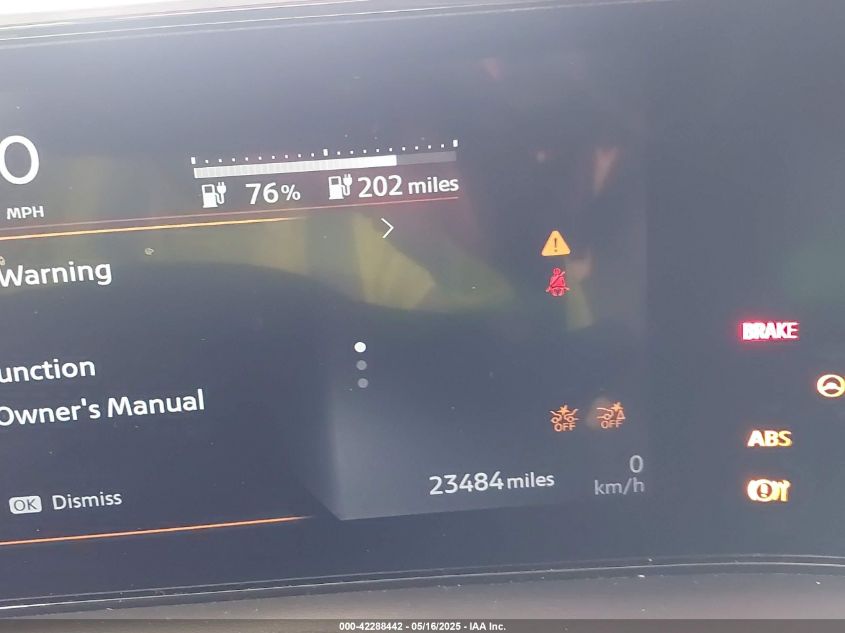 0
MPH
76%
202 miles
Warning
unction
Owner's Manual
OK Dismiss
OFF
OFF
23484 miles
0
km/h
BRAKE
ABS
000-42288442 - 05/16/2025 - IAA Inc.